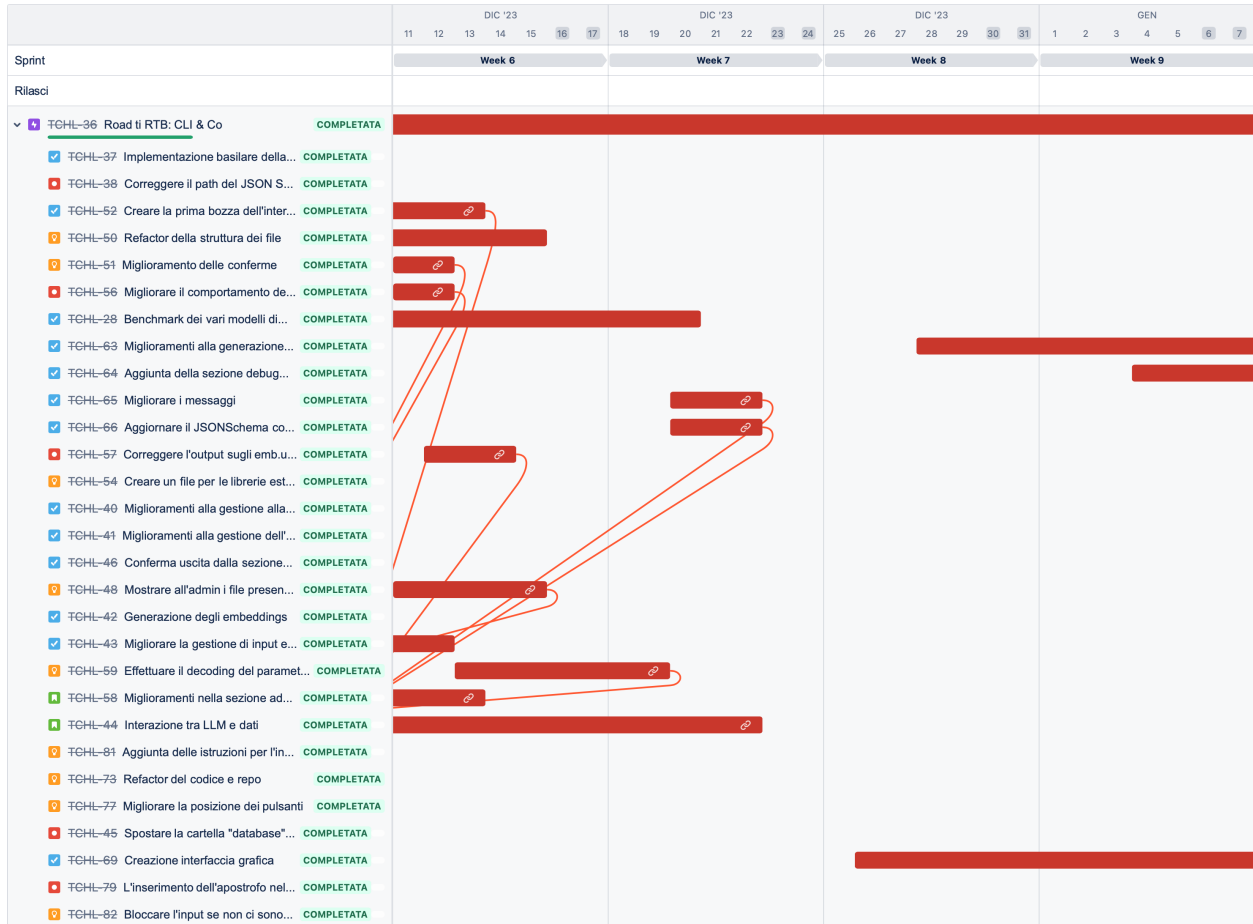 DIC '23 DIC '23 DIC '23 GEN
11 12 13 14 15 16 17 18 19 20 21 22 23 24 25 26 27 28 29 30 31 1 2 3 4 5 6 7
Sprint Week 6 Week 7 Week 8 Week 9
Rilasci
TCHL-36 Road ti RTB: CLI & Co COMPLETATA
TCHL-37 Implementazione basilare della... COMPLETATA
TCHL-38 Correggere il path del JSON S... COMPLETATA
TCHL-52 Creare la prima bozza dell'inter... COMPLETATA
TCHL-50 Refactor della struttura dei file COMPLETATA
TCHL-51 Miglioramento delle conferme COMPLETATA
TCHL-56 Migliorare il comportamento de... COMPLETATA
TCHL-28 Benchmark dei vari modelli di... COMPLETATA
TCHL-63 Miglioramenti alla generazione... COMPLETATA
TCHL-64 Aggiunta della sezione debug... COMPLETATA
TCHL-65 Migliorare i messaggi COMPLETATA
TCHL-66 Aggiornare il JSONSchema co... COMPLETATA
TCHL-57 Correggere l'output sugli emb.u... COMPLETATA
TCHL-54 Creare un file per le librerie est... COMPLETATA
TCHL-40 Miglioramenti alla gestione alla... COMPLETATA
TCHL-41 Miglioramenti alla gestione dell'... COMPLETATA
TCHL-46 Conferma uscita dalla sezione... COMPLETATA
TCHL-48 Mostrare all'admin i file presen... COMPLETATA
TCHL-42 Generazione degli embeddings COMPLETATA
TCHL-43 Migliorare la gestione di input e... COMPLETATA
TCHL-59 Effettuare il decoding del paramet... COMPLETATA
TCHL-58 Miglioramenti nella sezione ad... COMPLETATA
TCHL-44 Interazione tra LLM e dati COMPLETATA
TCHL-81 Aggiunta delle istruzioni per l'in... COMPLETATA
TCHL-73 Refactor del codice e repo COMPLETATA
TCHL-77 Migliorare la posizione dei pulsanti COMPLETATA
TCHL-45 Spostare la cartella "database"... COMPLETATA
TCHL-69 Creazione interfaccia grafica COMPLETATA
TCHL-79 L'inserimento dell'apostrofo nel... COMPLETATA
TCHL-82 Bloccare l'input se non ci sono... COMPLETATA